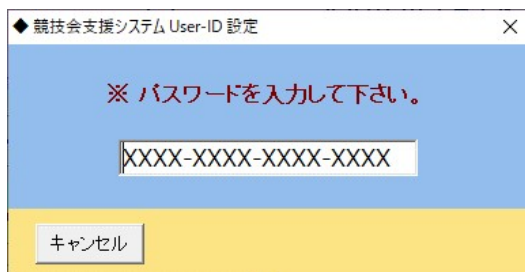 ◆ 競技会支援システム User-ID 設定
※ パスワードを入力して下さい。
XXXX-XXXX-XXXX-XXXX
キャンセル